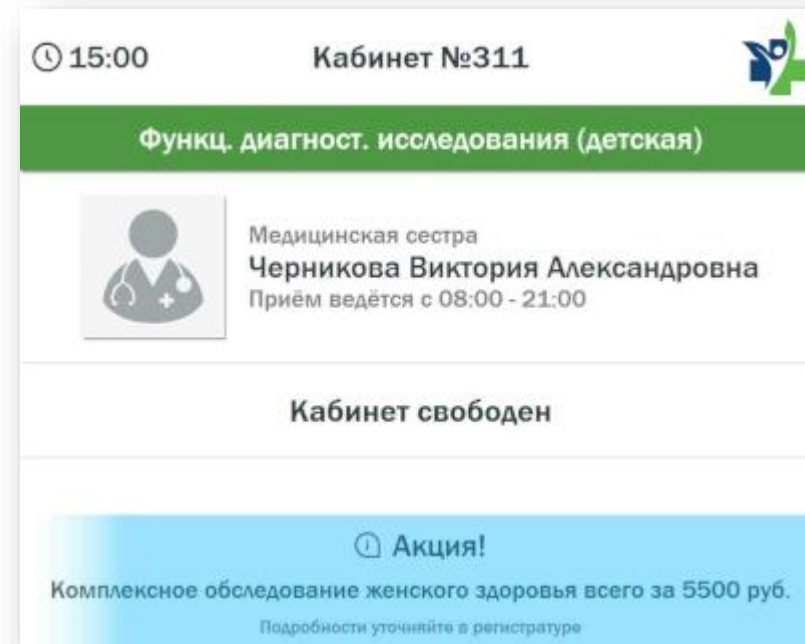 15:00
Кабинет №311
Функц. диагност. исследования (детская)
Медицинская сестра
Черникова Виктория Александровна
Приём ведётся с 08:00 - 21:00
Кабинет свободен
Акция!
Комплексное обследование женского здоровья всего за 5500 руб.
Подробности уточняйте в регистратуре